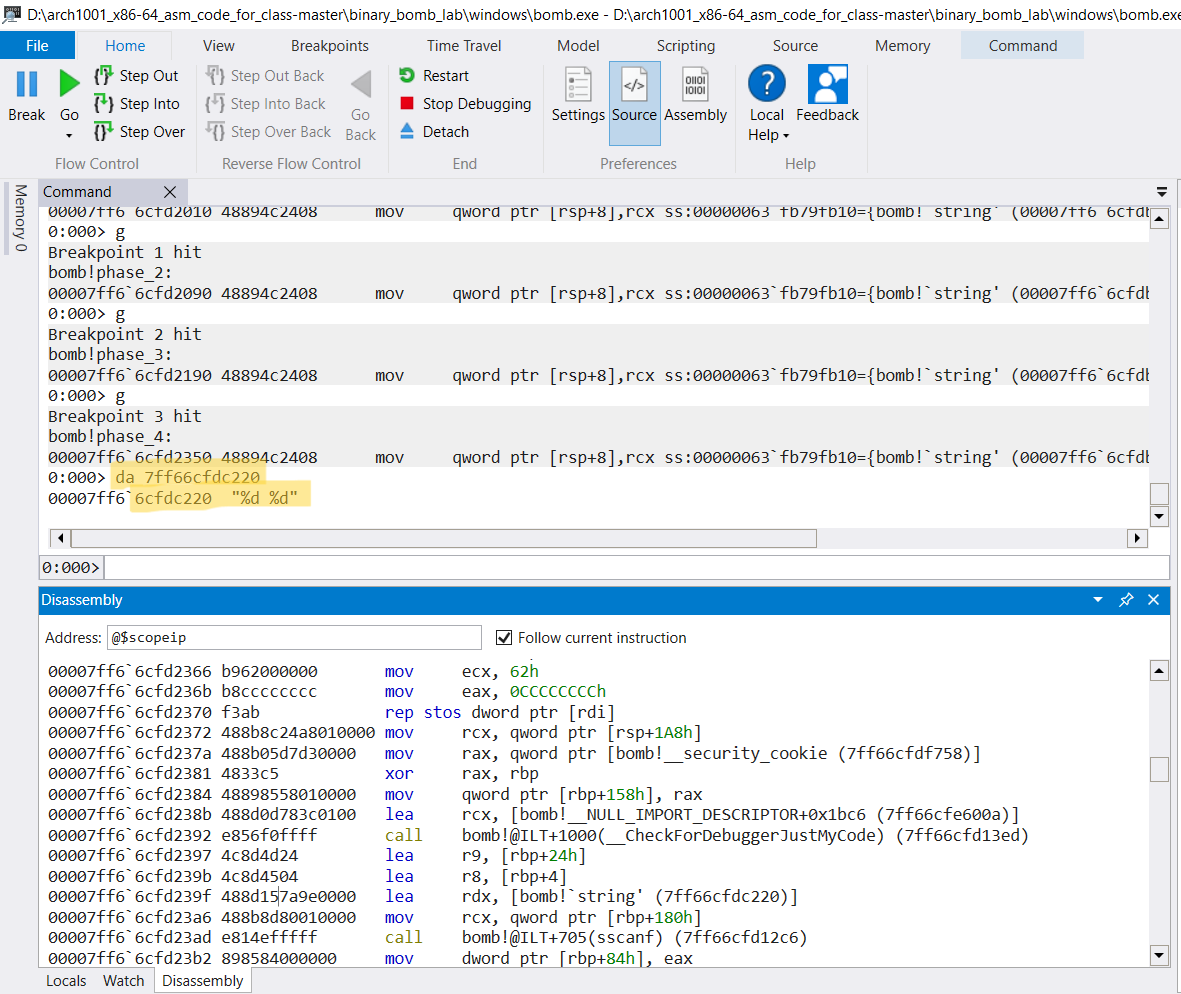 D:\arch1001_x86-64_asm_code_for_class-master\binary_bomb_lab\windows\bomb.exe - D:\arch1001_x86-64_asm_code_for_class-master\binary_bomb_lab\windows\bomb.exe
File Home View Breakpoints Time Travel Model Scripting Source Memory Command
Break
Go
Step Out
Step Into
Step Over
Flow Control
Step Out Back
Step Into Back
Step Over Back
Go Back
Reverse Flow Control
Restart
Stop Debugging
Detach
End
Settings Source Assembly
Preferences
Local Help
Feedback
Help
Memory 0
Command
00007ff6`6cfd2010 48894c2408 mov qword ptr [rsp+8],rcx ss:00000063`fb79fb10={bomb!`string' (00007ff6`6cfdb
0:000> g
Breakpoint 1 hit
bomb!phase_2:
00007ff6`6cfd2090 48894c2408 mov qword ptr [rsp+8],rcx ss:00000063`fb79fb10={bomb!`string' (00007ff6`6cfdb
0:000> g
Breakpoint 2 hit
bomb!phase_3:
00007ff6`6cfd2190 48894c2408 mov qword ptr [rsp+8],rcx ss:00000063`fb79fb10={bomb!`string' (00007ff6`6cfdb
0:000> g
Breakpoint 3 hit
bomb!phase_4:
00007ff6`6cfd2350 48894c2408 mov qword ptr [rsp+8],rcx ss:00000063`fb79fb10={bomb!`string' (00007ff6`6cfdb
0:000> da 7ff66cfdc220
00007ff6`6cfdc220 "%d %d"
0:000>
Disassembly
Address: @$scopeip Follow current instruction
00007ff6`6cfd2366 b962000000 mov ecx, 62h
00007ff6`6cfd236b b8cccccccc mov eax, 0CCCCCCCCh
00007ff6`6cfd2370 f3ab rep stos dword ptr [rdi]
00007ff6`6cfd2372 488b8c24a8010000 mov rcx, qword ptr [rsp+1A8h]
00007ff6`6cfd237a 488b05d7d30000 mov rax, qword ptr [bomb!__security_cookie (7ff66cfdf758)]
00007ff6`6cfd2381 4833c5 xor rax, rbp
00007ff6`6cfd2384 48898558010000 mov qword ptr [rbp+158h], rax
00007ff6`6cfd238b 488d0d783c0100 lea rcx, [bomb!__NULL_IMPORT_DESCRIPTOR+0x1bc6 (7ff66cfe600a)]
00007ff6`6cfd2392 e856f0ffff call bomb!@ILT+1000(__CheckForDebuggerJustMyCode) (7ff66cfd13ed)
00007ff6`6cfd2397 4c8d4d24 lea r9, [rbp+24h]
00007ff6`6cfd239b 4c8d4504 lea r8, [rbp+4]
00007ff6`6cfd239f 488d157a9e0000 lea rdx, [bomb!`string' (7ff66cfdc220)]
00007ff6`6cfd23a6 488b8d80010000 mov rcx, qword ptr [rbp+180h]
00007ff6`6cfd23ad e814efffff call bomb!@ILT+705(sscanf) (7ff66cfd12c6)
00007ff6`6cfd23b2 898584000000 mov dword ptr [rbp+84h], eax
Locals Watch Disassembly